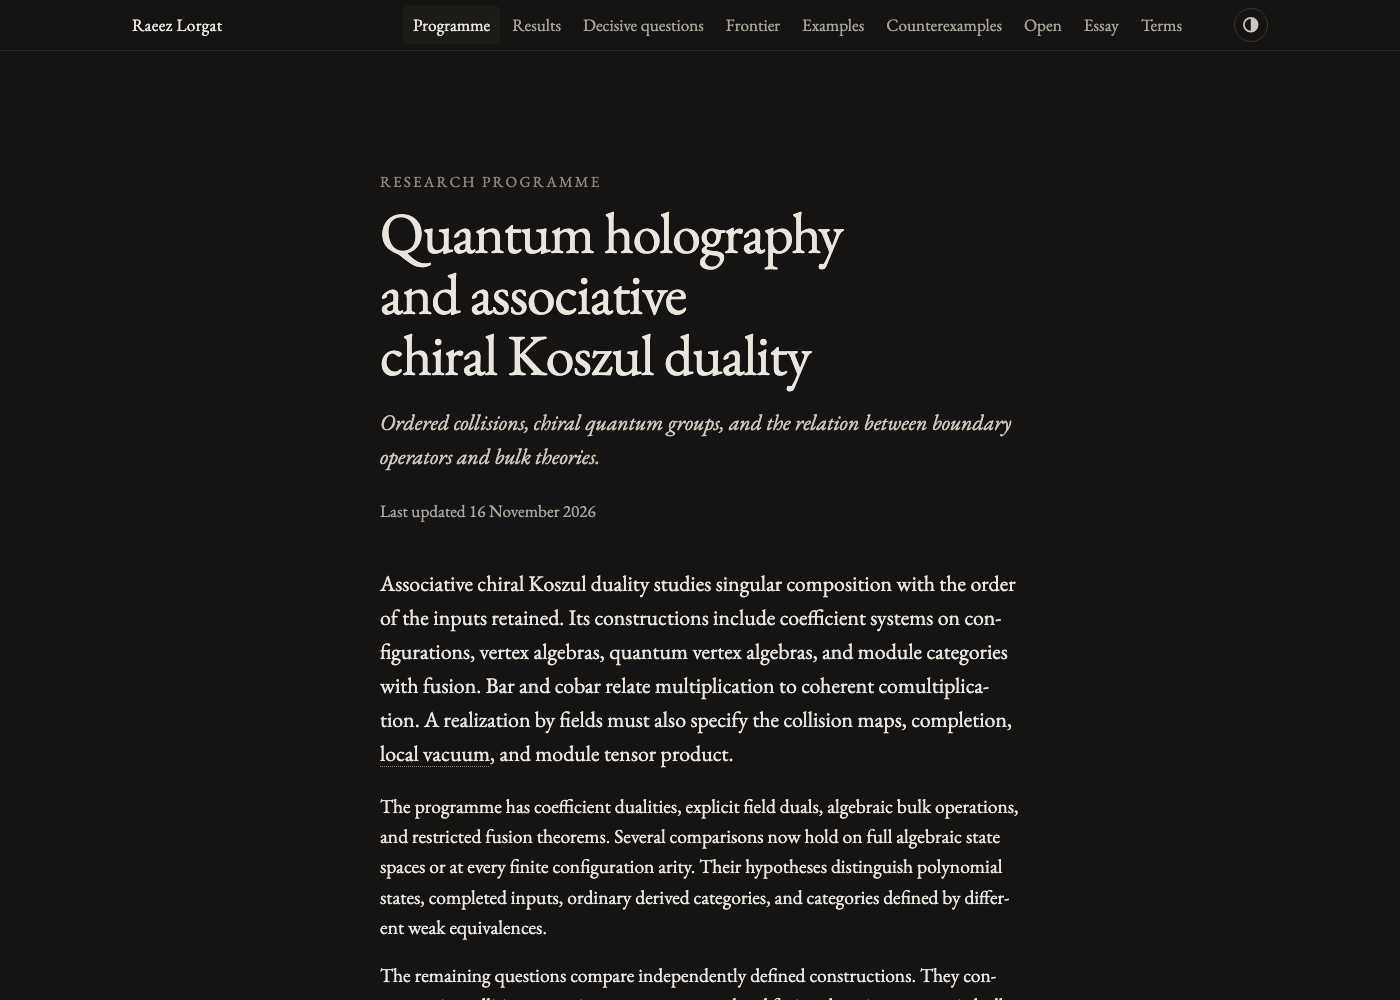 Raeez Lorgat
Programme Results Decisive questions Frontier Examples Counterexamples Open Essay Terms
RESEARCH PROGRAMME
Quantum holography
and associative
chiral Koszul duality
Ordered collisions, chiral quantum groups, and the relation between boundary
operators and bulk theories.
Last updated 16 November 2026
Associative chiral Koszul duality studies singular composition with the order
of the inputs retained. Its constructions include coefficient systems on con-
figurations, vertex algebras, quantum vertex algebras, and module categories
with fusion. Bar and cobar relate multiplication to coherent comultiplica-
tion. A realization by fields must also specify the collision maps, completion,
local vacuum, and module tensor product.
The programme has coefficient dualities, explicit field duals, algebraic bulk operations,
and restricted fusion theorems. Several comparisons now hold on full algebraic state
spaces or at every finite configuration arity. Their hypotheses distinguish polynomial
states, completed inputs, ordinary derived categories, and categories defined by differ-
ent weak equivalences.
The remaining questions compare independently defined constructions. They con-